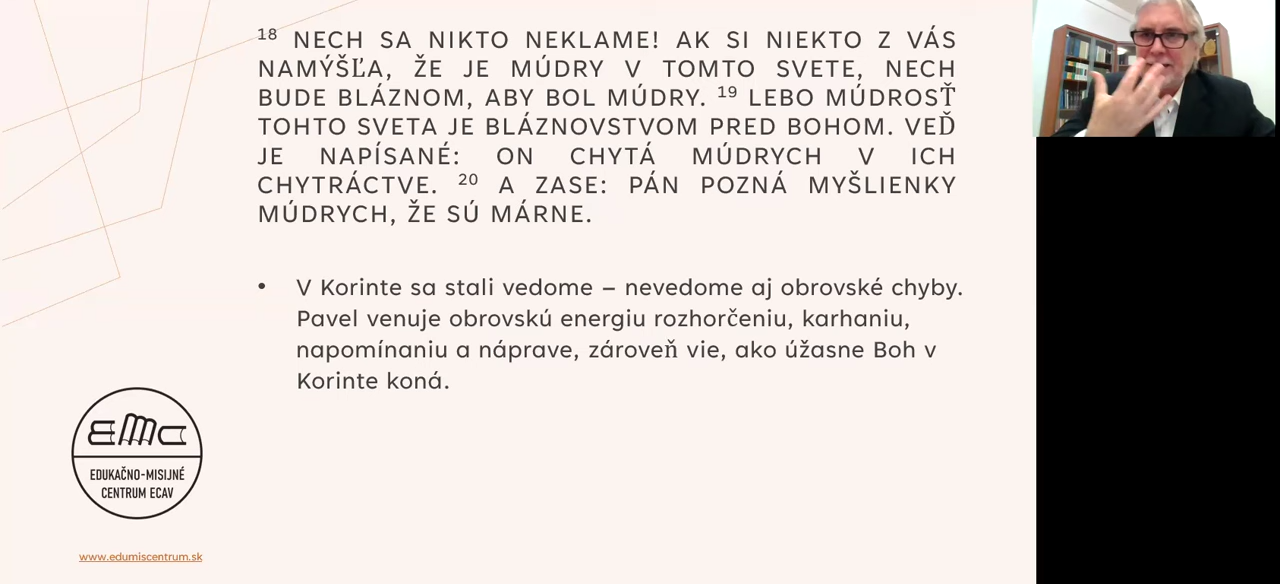 ¹⁸ NECH SA NIKTO NEKLAME! AK SI NIEKTO Z VÁS
NAMÝŠĽA, ŽE JE MÚDRY V TOMTO SVETE, NECH
BUDE BLÁZNOM, ABY BOL MÚDRY. ¹⁹ LEBO MÚDROSŤ
TOHTO SVETA JE BLÁZNOVSTVOM PRED BOHOM. VEĎ
JE NAPÍSANÉ: ON CHYTÁ MÚDRYCH V ICH
CHYTRÁCTVE. ²⁰ A ZASE: PÁN POZNÁ MYŠLIENKY
MÚDRYCH, ŽE SÚ MÁRNE.
• V Korinte sa stali vedome – nevedome aj obrovské chyby.
Pavel venuje obrovskú energiu rozhorčeniu, karhaniu,
napomínaniu a náprave, zároveň vie, ako úžasne Boh v
Korinte koná.
EMC
EDUKAČNO-MISIJNÉ
CENTRUM ECAV
www.edumiscentrum.sk